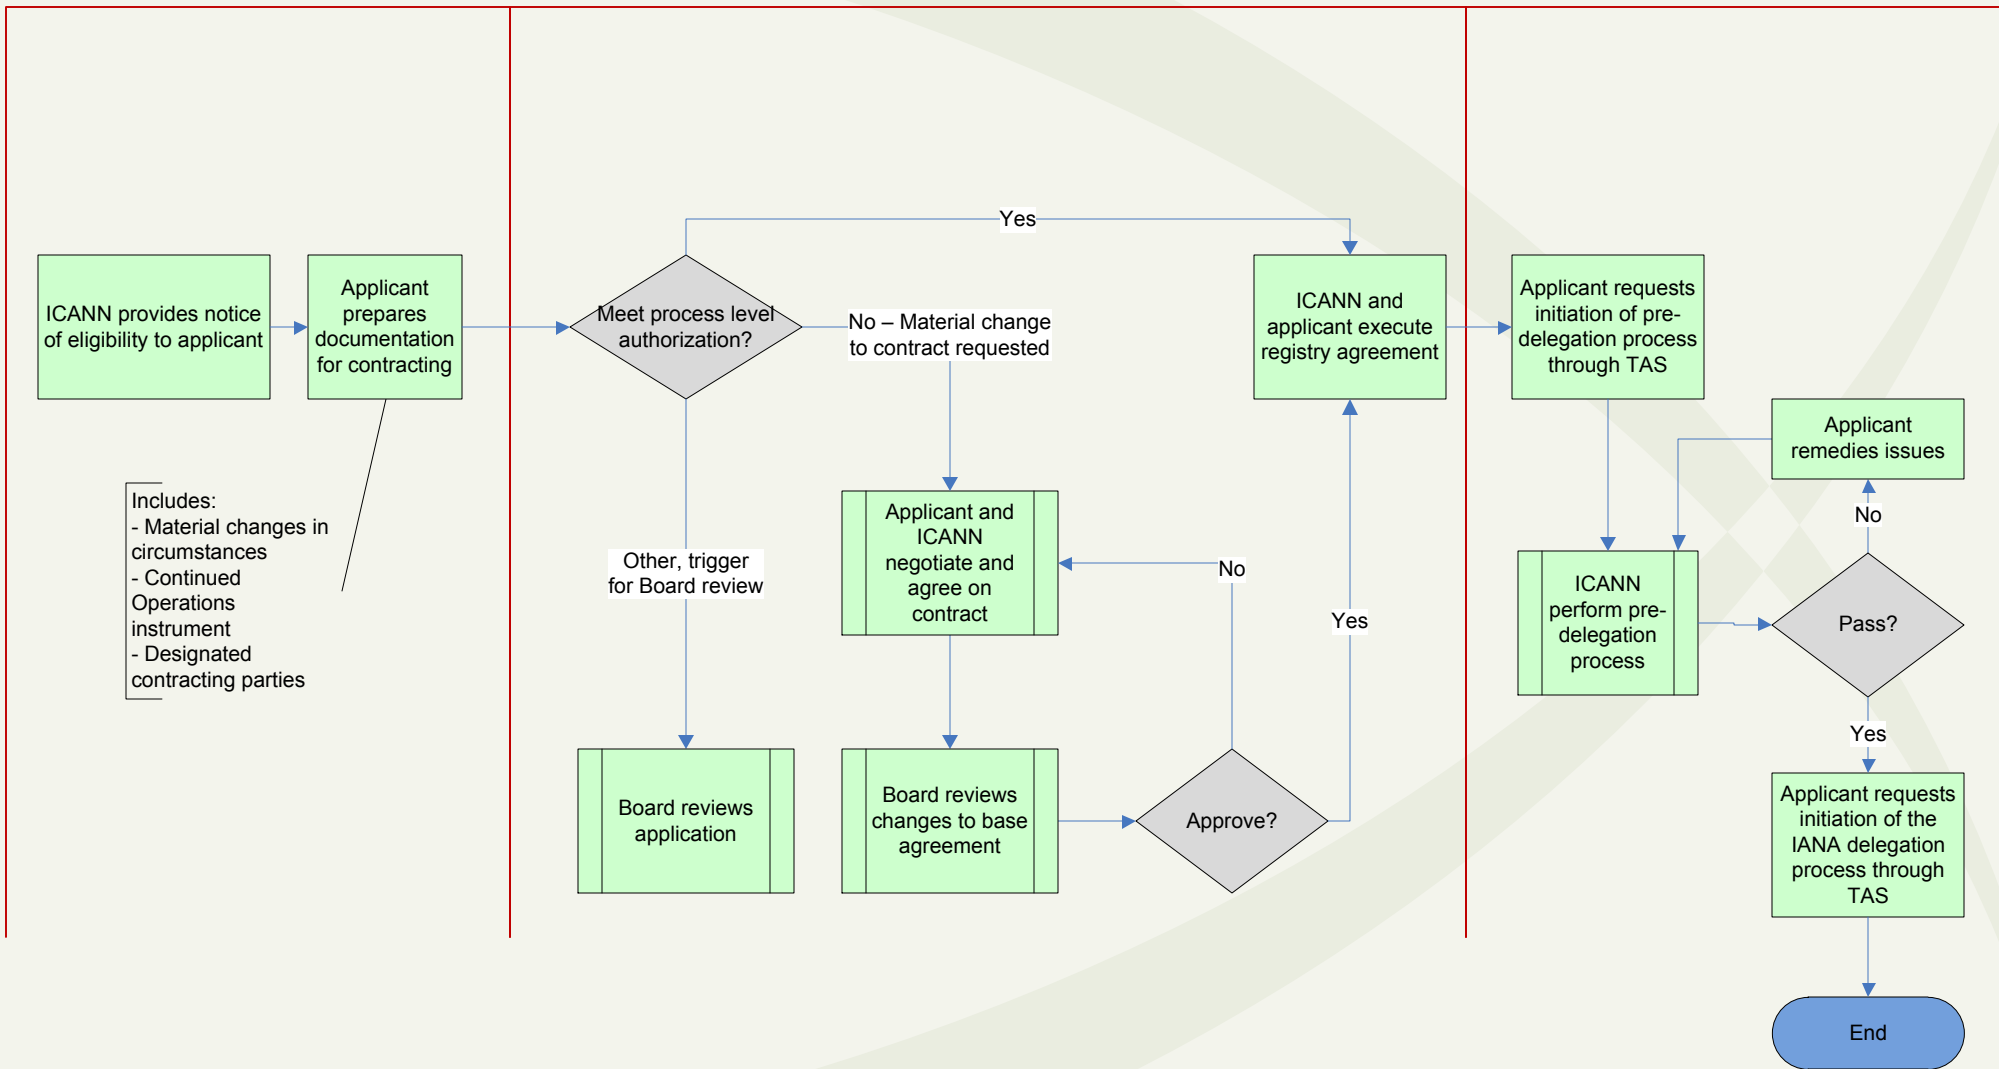 ICANN provides notice
of eligibility to applicant
Applicant
prepares
documentation
for contracting
Includes:
- Material changes in
circumstances
- Continued
Operations
instrument
- Designated
contracting parties
Meet process level
authorization?
Yes
No – Material change
to contract requested
Other, trigger
for Board review
Board reviews
application
Applicant and
ICANN
negotiate and
agree on
contract
Board reviews
changes to base
agreement
Approve?
No
Yes
ICANN and
applicant execute
registry agreement
Applicant requests
initiation of pre-
delegation process
through TAS
ICANN
perform pre-
delegation
process
Applicant
remedies issues
No
Pass?
Yes
Applicant requests
initiation of the
IANA delegation
process through
TAS
End